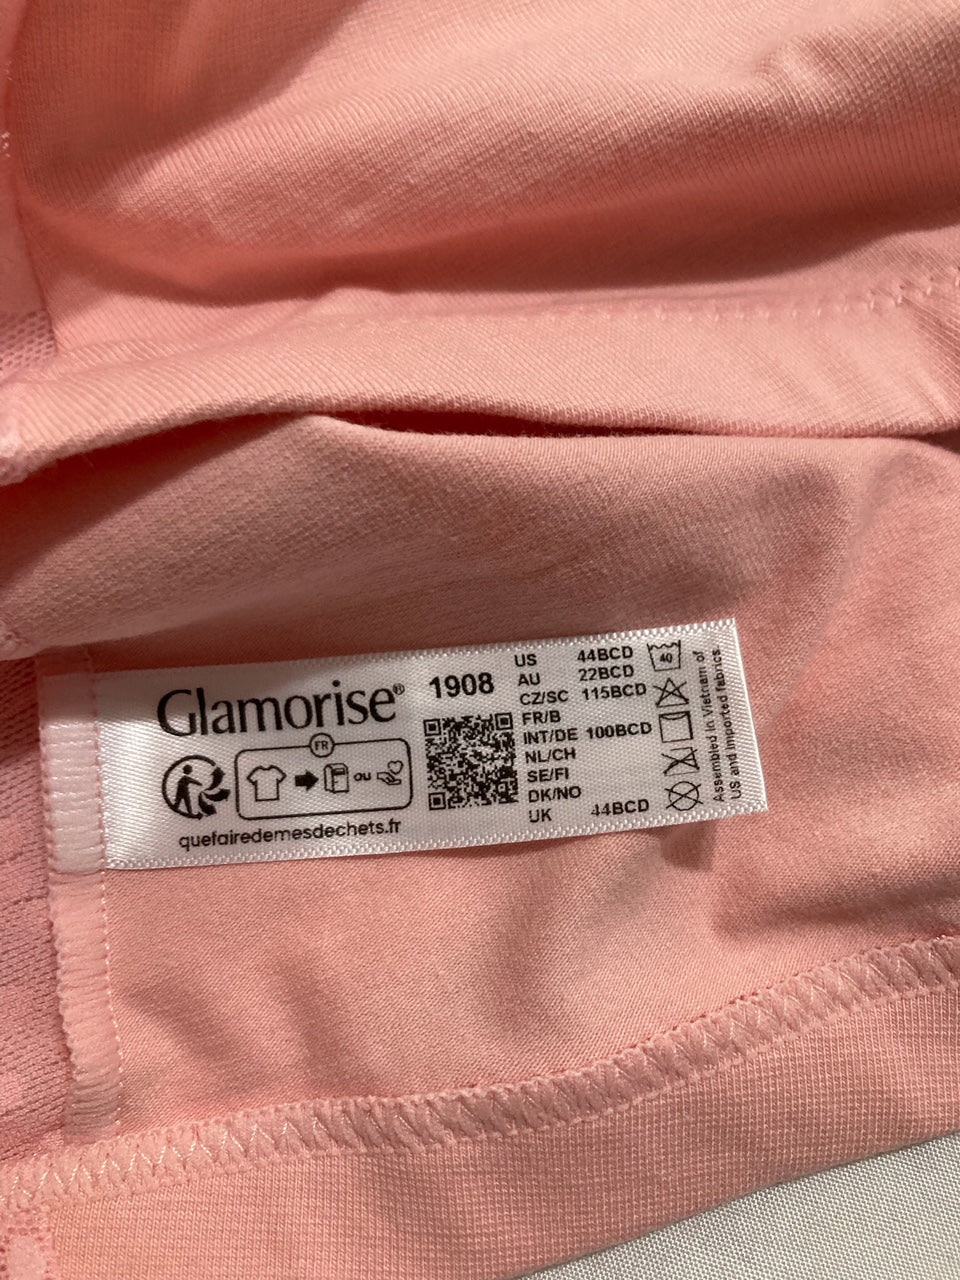 Glamorise®
FR
OU
quefairedemesdechets.fr
1908
US 44BCD
AU 22BCD
CZ/SC 115BCD
FR/B
INT/DE 100BCD
NL/CH
SE/FI
DK/NO
UK 44BCD
40
Assembled in Vietnam of
US and imported fabrics.